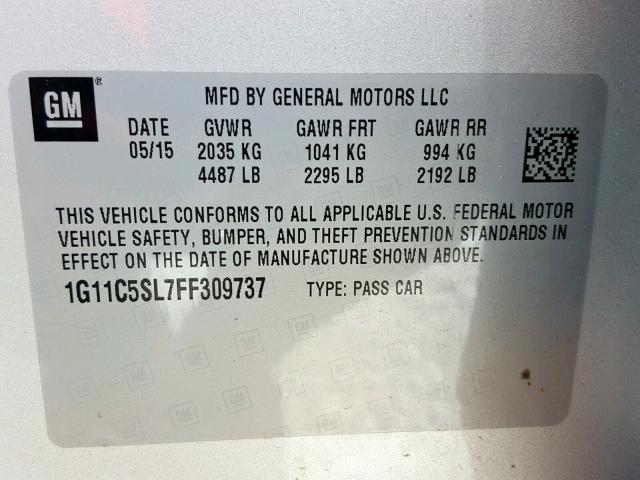 GM ®
MFD BY GENERAL MOTORS LLC
DATE GVWR GAWR FRT GAWR RR
05/15 2035 KG 1041 KG 994 KG
4487 LB 2295 LB 2192 LB
THIS VEHICLE CONFORMS TO ALL APPLICABLE U.S. FEDERAL MOTOR
VEHICLE SAFETY, BUMPER, AND THEFT PREVENTION STANDARDS IN
EFFECT ON THE DATE OF MANUFACTURE SHOWN ABOVE.
1G11C5SL7FF309737 TYPE: PASS CAR